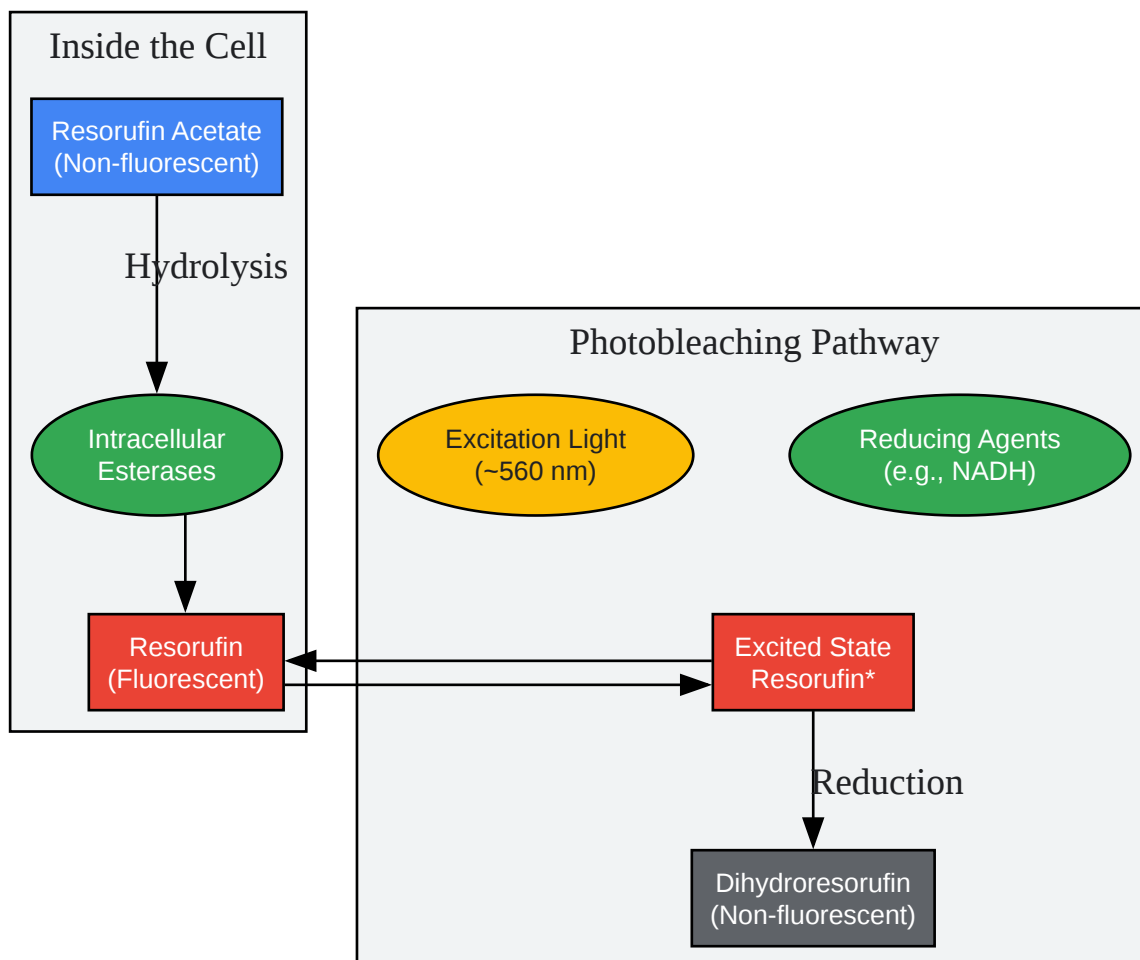 Inside the Cell
Resorufin Acetate
(Non-fluorescent)
Hydrolysis
Intracellular
Esterases
Resorufin
(Fluorescent)
Photobleaching Pathway
Excitation Light
(~560 nm)
Reducing Agents
(e.g., NADH)
Excited State
Resorufin*
Reduction
Dihydroresorufin
(Non-fluorescent)